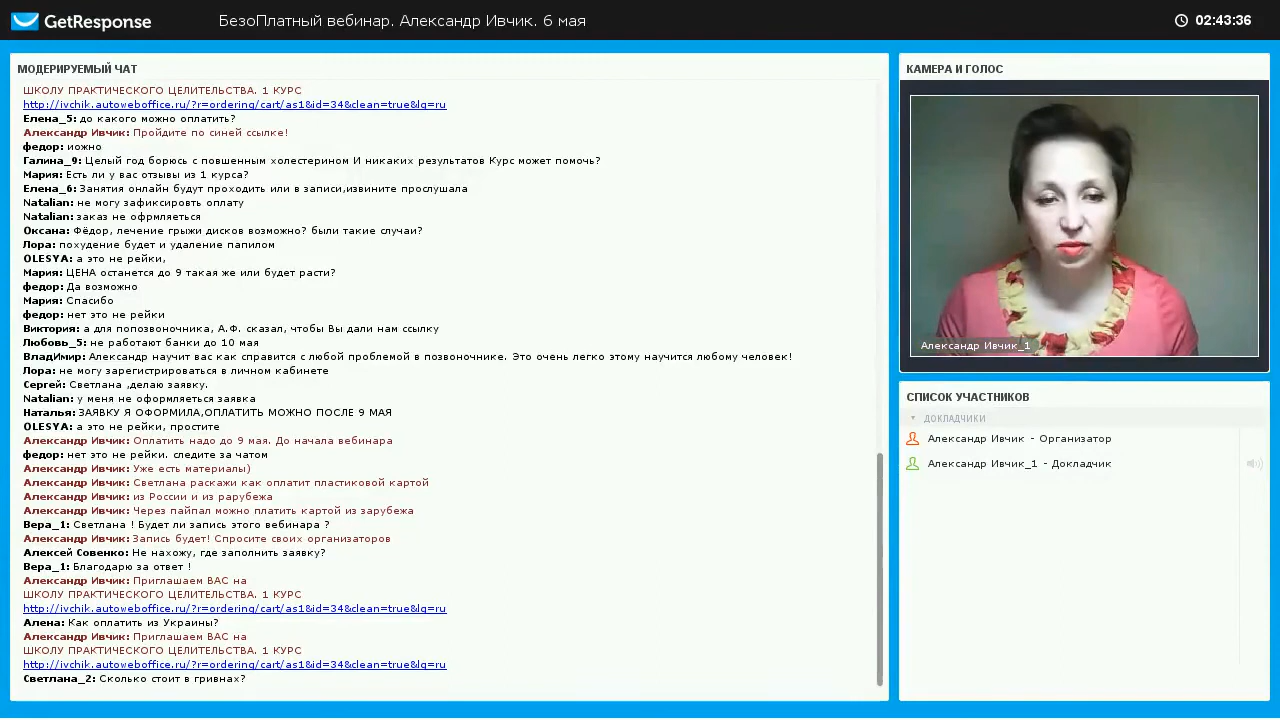 GetResponse
БезоПлатный вебинар. Александр Ивчик. 6 мая
02:43:36
МОДЕРИРУЕМЫЙ ЧАТ
ШКОЛУ ПРАКТИЧЕСКОГО ЦЕЛИТЕЛЬСТВА. 1 КУРС
http://ivchik.autoweboffice.ru/?r=ordering/cart/as1&id=34&clean=true&lg=ru
Елена_5: до какого можно оплатить?
Александр Ивчик: Пройдите по синей ссылке!
федор: иожно
Галина_9: Целый год борюсь с повшенным холестерином И никаких результатов Курс может помочь?
Мария: Есть ли у вас отзывы из 1 курса?
Елена_6: Занятия онлайн будут проходить или в записи,извините прослушала
Natalian: не могу зафиксировть оплату
Natalian: заказ не офрмляеться
Оксана: Фёдор, лечение грыжи дисков возможно? были такие случаи?
Лора: похудение будет и удаление папилом
OLESYA: а это не рейки,
Мария: ЦЕНА останется до 9 такая же или будет расти?
федор: Да возможно
Мария: Спасибо
федор: нет это не рейки
Виктория: а для попозвоночника, А.Ф. сказал, чтобы Вы дали нам ссылку
Любовь_5: не работают банки до 10 мая
ВладИмир: Александр научит вас как справится с любой проблемой в позвоночнике. Это очень легко этому научится любому человек!
Лора: не могу зарегистрироваться в личном кабинете
Сергей: Светлана ,делаю заявку.
Natalian: у меня не оформляеться заявка
Наталья: ЗАЯВКУ Я ОФОРМИЛА,ОПЛАТИТЬ МОЖНО ПОСЛЕ 9 МАЯ
OLESYA: а это не рейки, простите
Александр Ивчик: Оплатить надо до 9 мая. До начала вебинара
федор: нет это не рейки. следите за чатом
Александр Ивчик: Уже есть материалы)
Александр Ивчик: Светлана раскажи как оплатит пластиковой картой
Александр Ивчик: из России и из рарубежа
Александр Ивчик: Через пайпал можно платить картой из зарубежа
Вера_1: Светлана ! Будет ли запись этого вебинара ?
Александр Ивчик: Запись будет! Спросите своих организаторов
Алексей Совенко: Не нахожу, где заполнить заявку?
Вера_1: Благодарю за ответ !
Александр Ивчик: Приглашаем ВАС на
ШКОЛУ ПРАКТИЧЕСКОГО ЦЕЛИТЕЛЬСТВА. 1 КУРС
http://ivchik.autoweboffice.ru/?r=ordering/cart/as1&id=34&clean=true&lg=ru
Алена: Как оплатить из Украины?
Александр Ивчик: Приглашаем ВАС на
ШКОЛУ ПРАКТИЧЕСКОГО ЦЕЛИТЕЛЬСТВА. 1 КУРС
http://ivchik.autoweboffice.ru/?r=ordering/cart/as1&id=34&clean=true&lg=ru
Светлана_2: Сколько стоит в гривнах?
КАМЕРА И ГОЛОС
Александр Ивчик_1
СПИСОК УЧАСТНИКОВ
ДОКЛАДЧИКИ
Александр Ивчик - Организатор
Александр Ивчик_1 - Докладчик